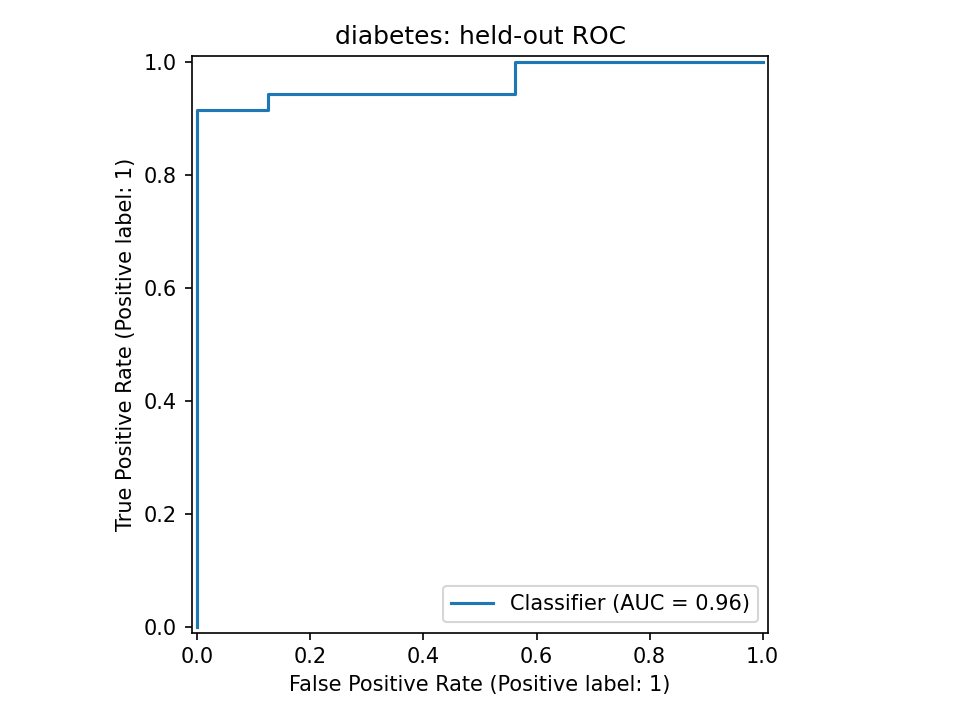 diabetes: held-out ROC
True Positive Rate (Positive label: 1)
1.0
0.8
0.6
0.4
0.2
0.0
Classifier (AUC = 0.96)
0.0 0.2 0.4 0.6 0.8 1.0
False Positive Rate (Positive label: 1)